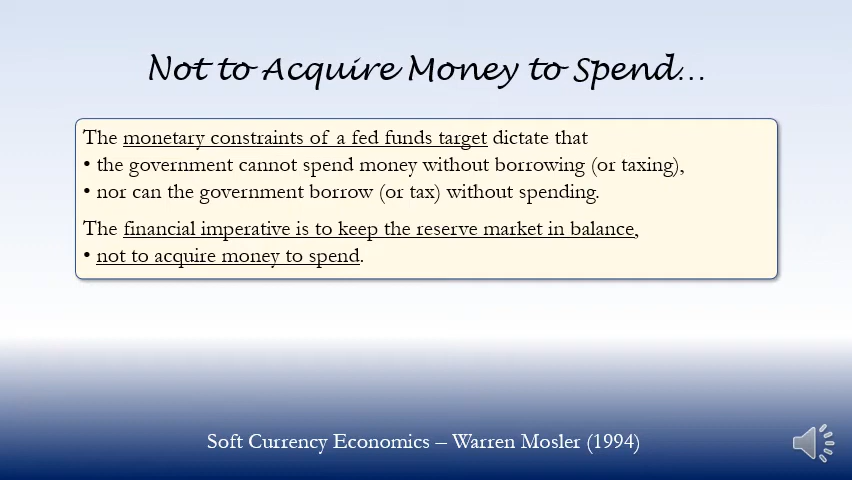 Not to Acquire Money to Spend…
The monetary constraints of a fed funds target dictate that
• the government cannot spend money without borrowing (or taxing),
• nor can the government borrow (or tax) without spending.
The financial imperative is to keep the reserve market in balance,
• not to acquire money to spend.
Soft Currency Economics – Warren Mosler (1994)